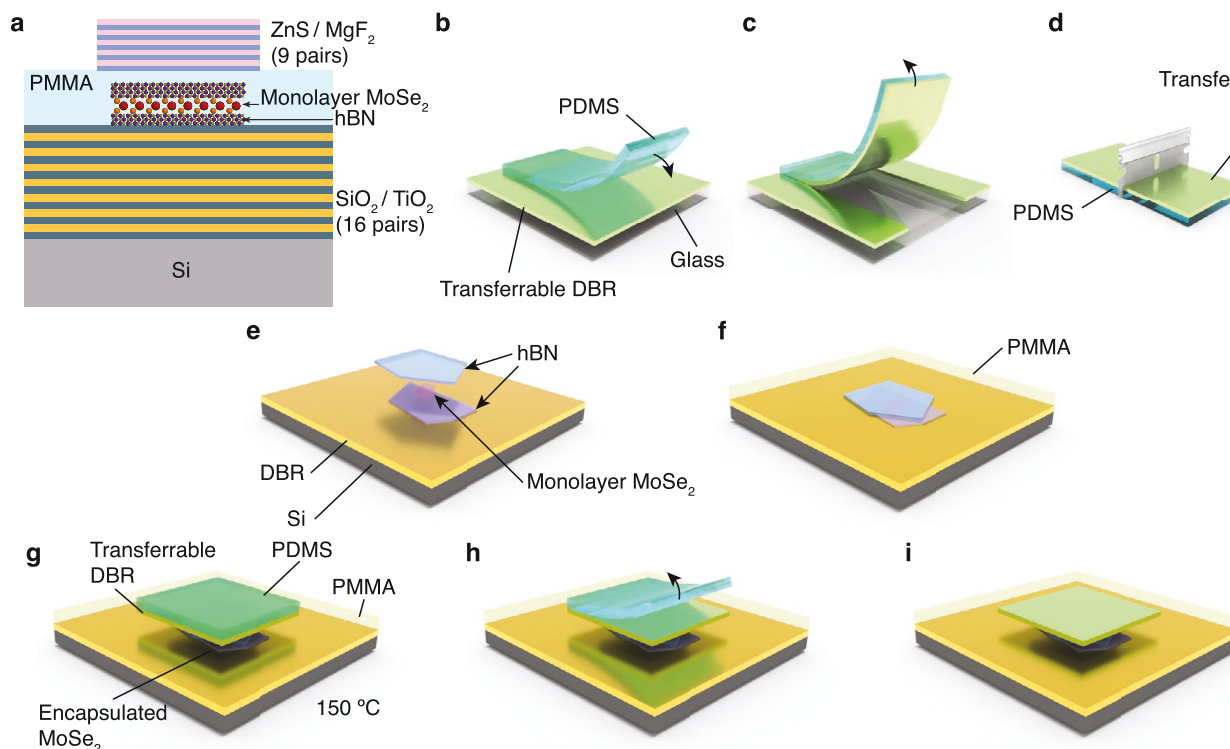 a
ZnS / MgF2
(9 pairs)
PMMA
Monolayer MoSe2
hBN
SiO2 / TiO2
(16 pairs)
Si
b
PDMS
Glass
Transferrable DBR
c
d
PDMS
e
hBN
DBR
Monolayer MoSe2
Si
f
PMMA
g
Transferrable
DBR
PDMS
PMMA
Encapsulated
MoSe2
150 ºC
h
i